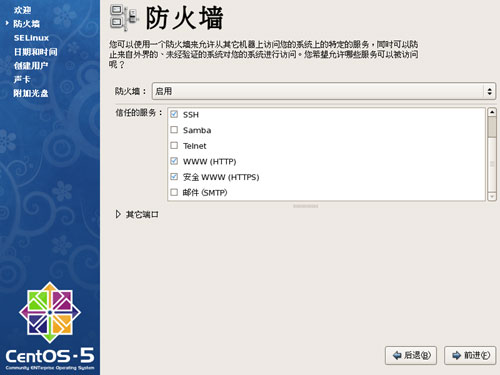 欢迎
防火墙
SELinux
日期和时间
创建用户
声卡
附加光盘
防火墙
您可以使用一个防火墙来允许从其它机器上访问您的系统上的特定的服务，同时可以防
止来自外界的、未经验证的系统对您的系统进行访问。您希望允许哪些服务可以被访问
呢？
防火墙： 启用
信任的服务：
SSH
Samba
Telnet
WWW (HTTP)
安全 WWW (HTTPS)
邮件 (SMTP)
其它端口
CentOS-5
Community ENTerprise Operating System
后退(B) 前进(F)